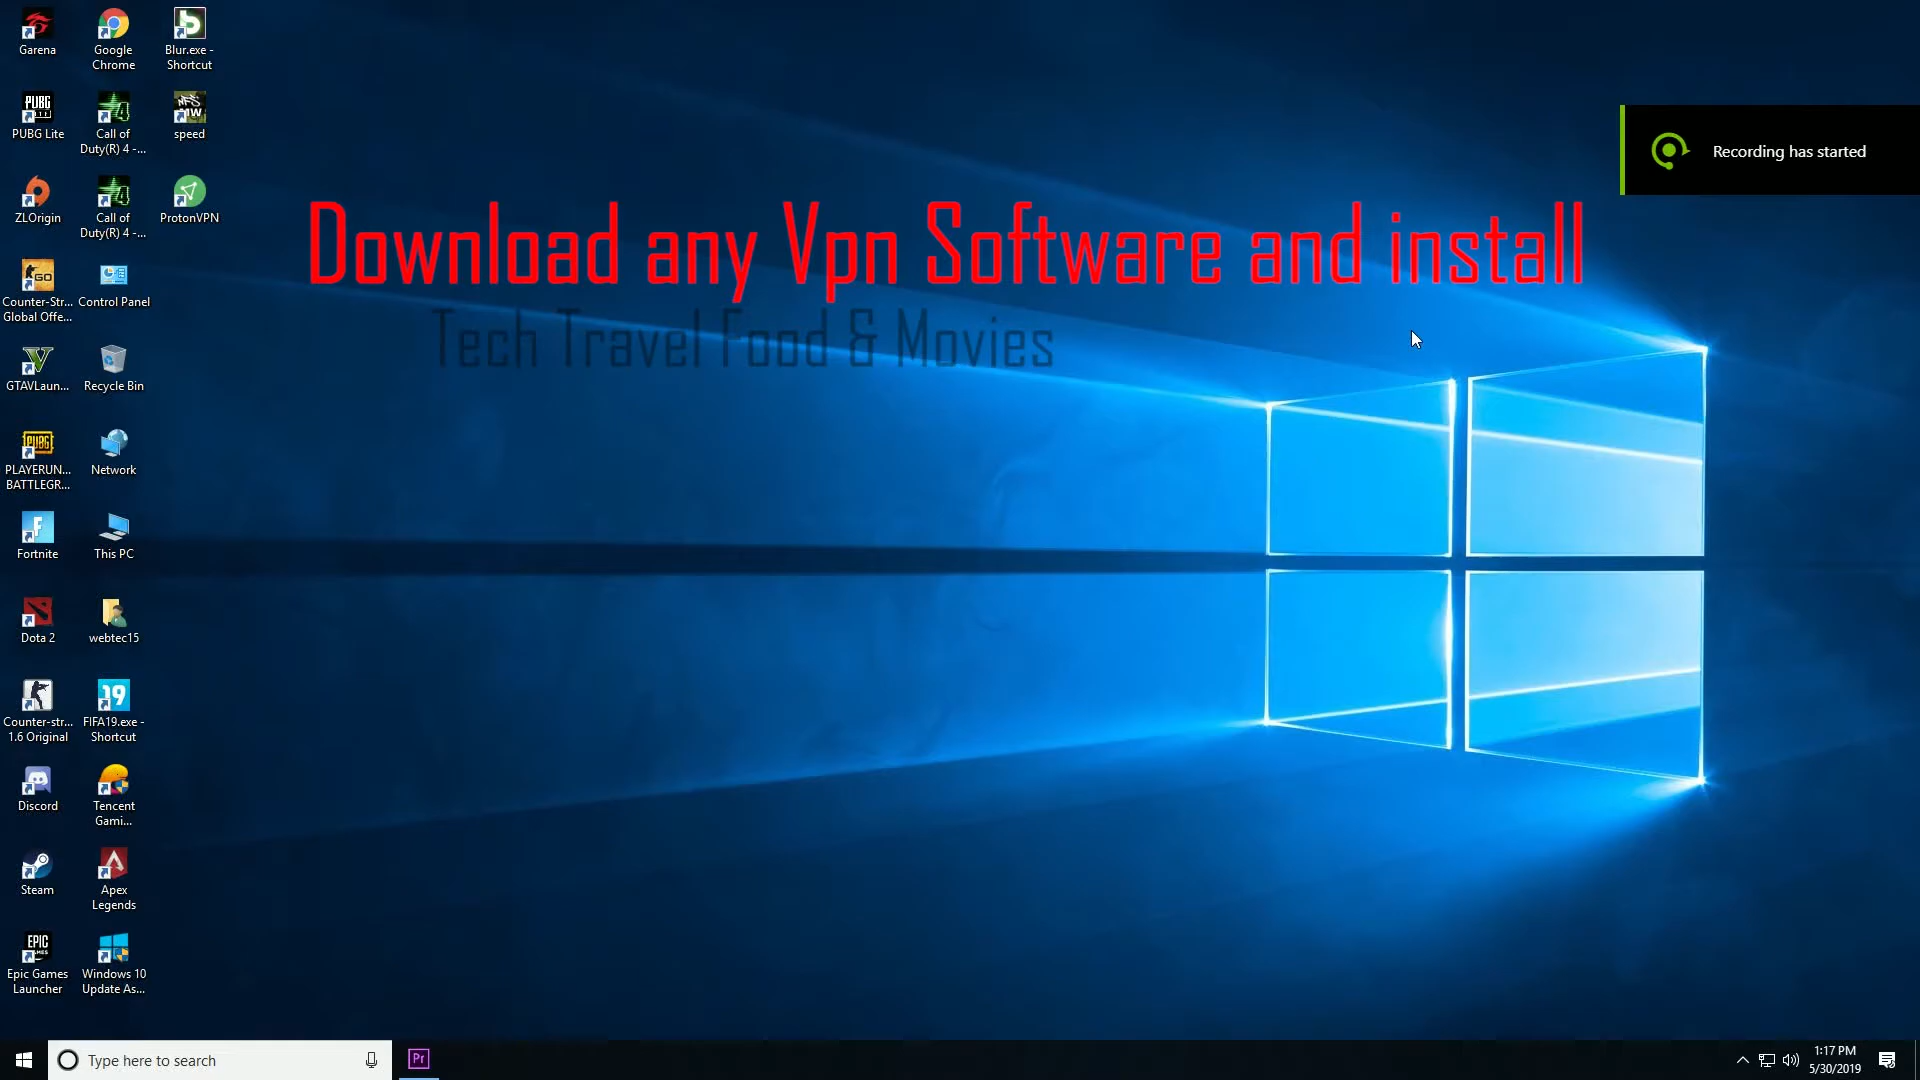 Garena
Google
Chrome
Blur.exe -
Shortcut
PUBG Lite
Call of
Duty(R) 4 -...
speed
ZLOrigin
Call of
Duty(R) 4 -...
ProtonVPN
Counter-Str...
Global Offe...
Control Panel
GTAVLaun...
Recycle Bin
PLAYERUN...
BATTLEGR...
Network
Fortnite
This PC
Dota 2
webtec15
Counter-str...
1.6 Original
FIFA19.exe -
Shortcut
Discord
Tencent
Gami...
Steam
Apex
Legends
Epic Games
Launcher
Windows 10
Update As...
Download any Vpn Software and install
Tech Travel Food & Movies
Recording has started
Type here to search
Pr
1:17 PM
5/30/2019